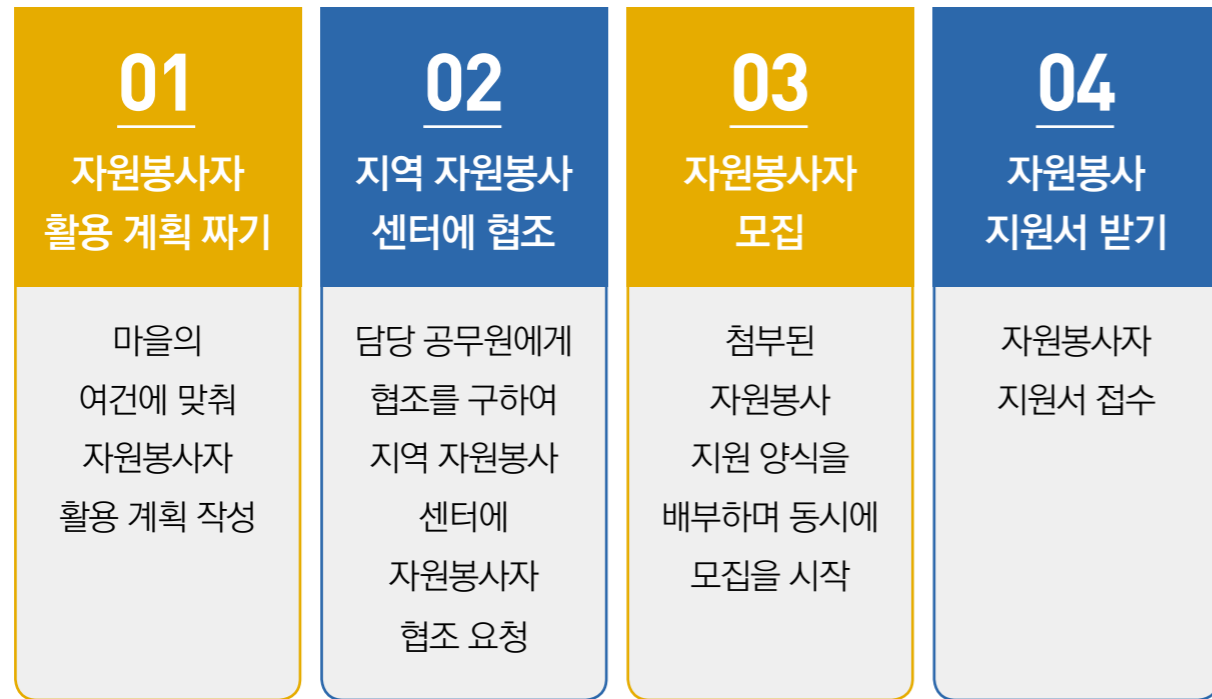 01
자원봉사자
활용 계획 짜기
마을의
여건에 맞춰
자원봉사자
활용 계획 작성
02
지역 자원봉사
센터에 협조
담당 공무원에게
협조를 구하여
지역 자원봉사
센터에
자원봉사자
협조 요청
03
자원봉사자
모집
첨부된
자원봉사
지원 양식을
배부하며 동시에
모집을 시작
04
자원봉사
지원서 받기
자원봉사자
지원서 접수